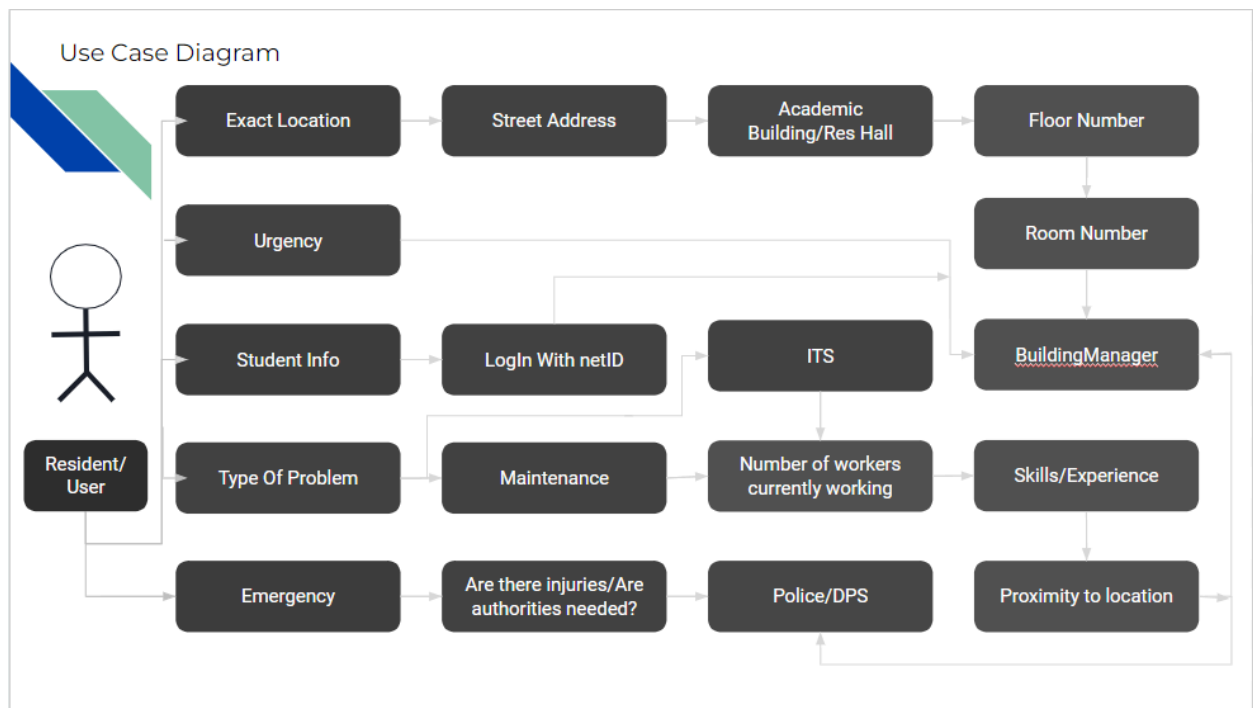 Use Case Diagram
Exact Location
Street Address
Academic
Building/Res Hall
Floor Number
Urgency
Room Number
Student Info
LogIn With netID
ITS
BuildingManager
Resident/
User
Type Of Problem
Maintenance
Number of workers
currently working
Skills/Experience
Emergency
Are there injuries/Are
authorities needed?
Police/DPS
Proximity to location